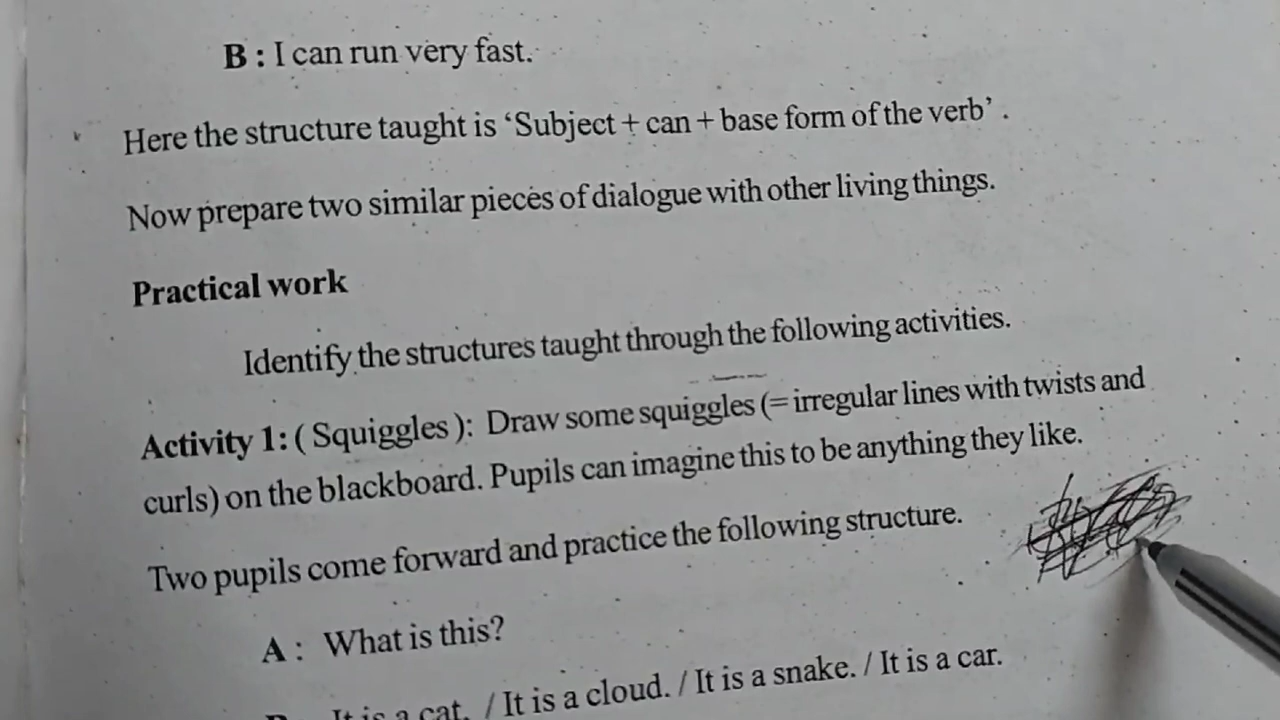 B : I can run very fast.
Here the structure taught is ‘Subject + can + base form of the verb’ .
Now prepare two similar pieces of dialogue with other living things.
Practical work
Identify the structures taught through the following activities.
Activity 1: ( Squiggles ): Draw some squiggles (= irregular lines with twists and
curls) on the blackboard. Pupils can imagine this to be anything they like.
Two pupils come forward and practice the following structure.
A : What is this?
It is a cat. / It is a cloud. / It is a snake. / It is a car.